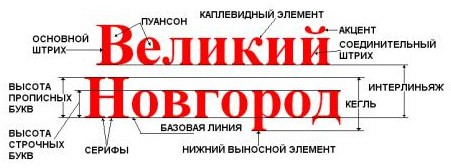 КАПЛЕВИДНЫЙ ЭЛЕМЕНТ
ПУАНСОН
АКЦЕНТ
ОСНОВНОЙ
ШТРИХ
Великий
СОЕДИНИТЕЛЬНЫЙ
ШТРИХ
ВЫСОТА
ПРОПИСНЫХ
БУКВ
Новгород
ИНТЕРЛИНЬЯЖ
КЕГЛЬ
ВЫСОТА
СТРОЧНЫХ
БУКВ
СЕРИФЫ
БАЗОВАЯ ЛИНИЯ
НИЖНИЙ ВЫНОСНОЙ ЭЛЕМЕНТ